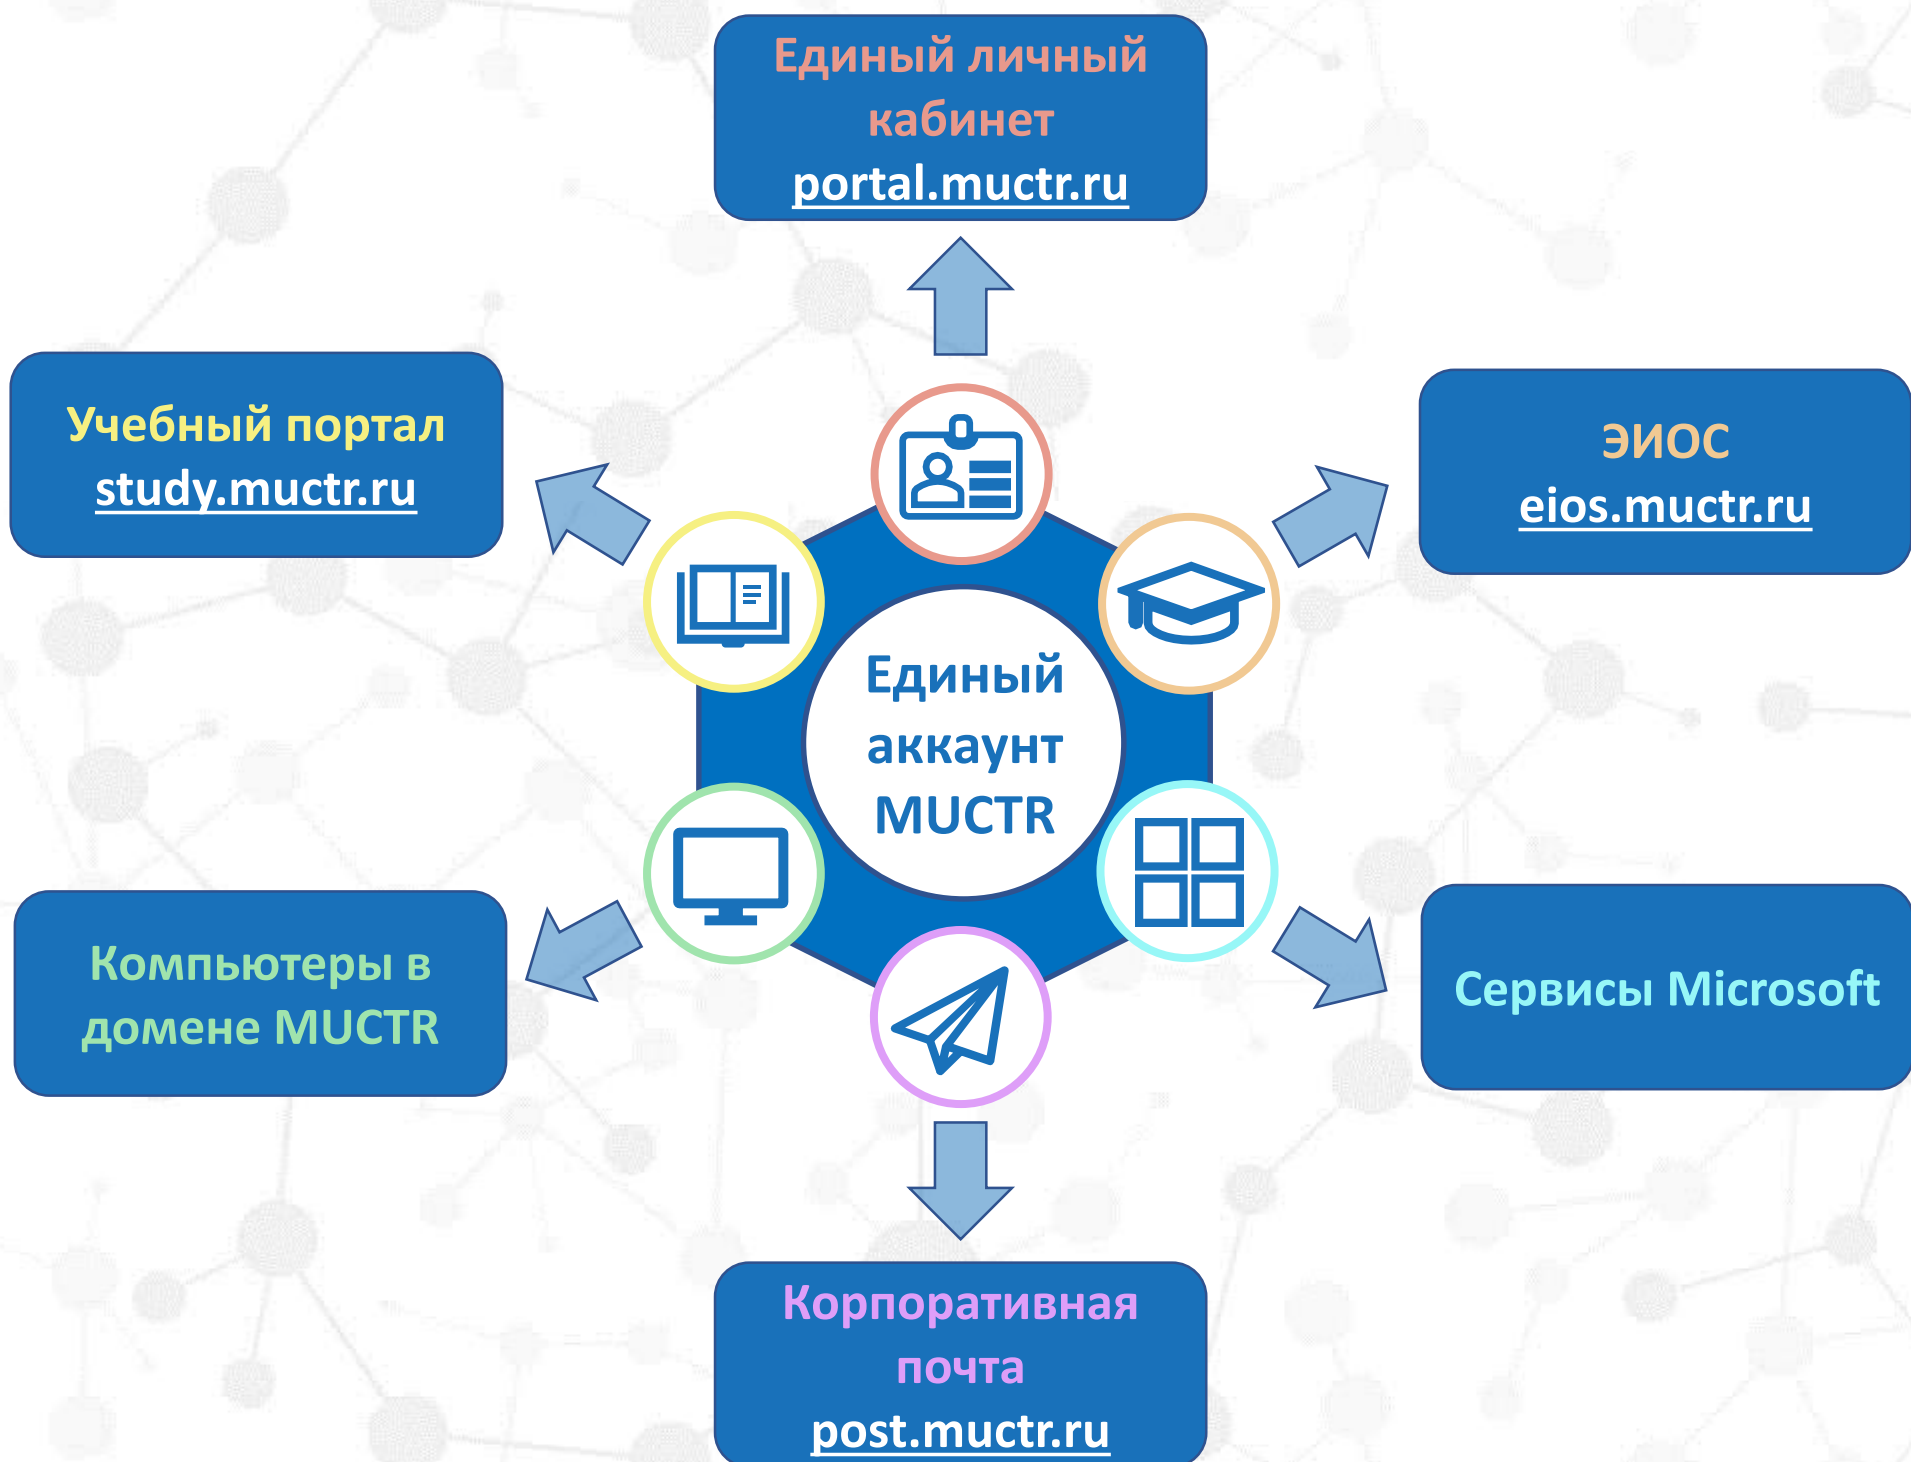 Единый личный
кабинет
portal.muctr.ru
Учебный портал
study.muctr.ru
ЭИОС
eios.muctr.ru
Единый
аккаунт
MUCTR
Компьютеры в
домене MUCTR
Сервисы Microsoft
Корпоративная
почта
post.muctr.ru